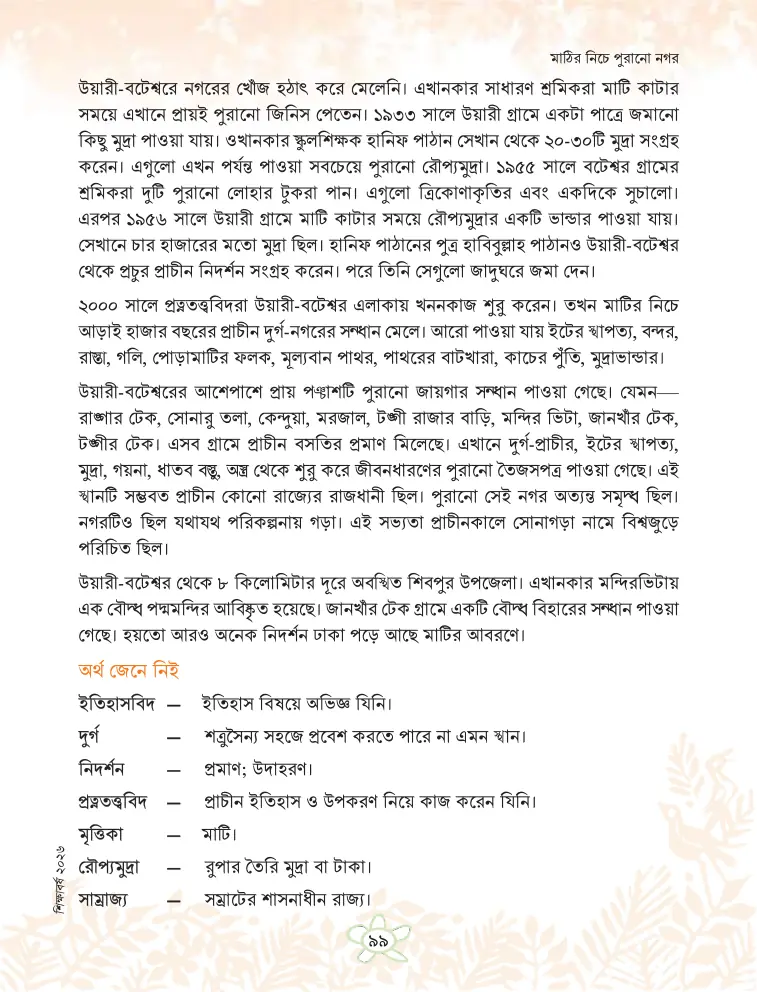 মাঠির নিচে পুরানো নগর
উয়ারী-বটেশ্বরে নগরের খোঁজ হঠাৎ করে মেলেনি। এখানকার সাধারণ শ্রমিকরা মাটি কাটার
সময়ে এখানে প্রায়ই পুরানো জিনিস পেতেন। ১৯৩৩ সালে উয়ারী গ্রামে একটা পাত্রে জমানো
কিছু মুদ্রা পাওয়া যায়। ওখানকার স্কুলশিক্ষক হানিফ পাঠান সেখান থেকে ২০-৩০টি মুদ্রা সংগ্রহ
করেন। এগুলো এখন পর্যন্ত পাওয়া সবচেয়ে পুরানো রৌপ্যমুদ্রা। ১৯৫৫ সালে বটেশ্বর গ্রামের
শ্রমিকরা দুটি পুরানো লোহার টুকরা পান। এগুলো ত্রিকোণাকৃতির এবং একদিকে সুচালো।
এরপর ১৯৫৬ সালে উয়ারী গ্রামে মাটি কাটার সময়ে রৌপ্যমুদ্রার একটি ভান্ডার পাওয়া যায়।
সেখানে চার হাজারের মতো মুদ্রা ছিল। হানিফ পাঠানের পুত্র হাবিবুল্লাহ পাঠানও উয়ারী-বটেশ্বর
থেকে প্রচুর প্রাচীন নিদর্শন সংগ্রহ করেন। পরে তিনি সেগুলো জাদুঘরে জমা দেন।
২০০০ সালে প্রত্নতত্ত্ববিদরা উয়ারী-বটেশ্বর এলাকায় খননকাজ শুরু করেন। তখন মাটির নিচে
আড়াই হাজার বছরের প্রাচীন দুর্গ-নগরের সন্ধান মেলে। আরো পাওয়া যায় ইটের স্থাপত্য, বন্দর,
রাস্তা, গলি, পোড়ামাটির ফলক, মূল্যবান পাথর, পাথরের বাটখারা, কাচের পুঁতি, মুদ্রাভান্ডার।
উয়ারী-বটেশ্বরের আশেপাশে প্রায় পঞ্চাশটি পুরানো জায়গার সন্ধান পাওয়া গেছে। যেমন—
রাঙ্গার টেক, সোনারু তলা, কেন্দুয়া, মরজাল, টঙ্গী রাজার বাড়ি, মন্দির ভিটা, জানখাঁর টেক,
টঙ্গীর টেক। এসব গ্রামে প্রাচীন বসতির প্রমাণ মিলেছে। এখানে দুর্গ-প্রাচীর, ইটের স্থাপত্য,
মুদ্রা, গয়না, ধাতব বস্তু, অস্ত্র থেকে শুরু করে জীবনধারণের পুরানো তৈজসপত্র পাওয়া গেছে। এই
স্থানটি সম্ভবত প্রাচীন কোনো রাজ্যের রাজধানী ছিল। পুরানো সেই নগর অত্যন্ত সমৃদ্ধ ছিল।
নগরটিও ছিল যথাযথ পরিকল্পনায় গড়া। এই সভ্যতা প্রাচীনকালে সোনাগড়া নামে বিশ্বজুড়ে
পরিচিত ছিল।
উয়ারী-বটেশ্বর থেকে ৮ কিলোমিটার দূরে অবস্থিত শিবপুর উপজেলা। এখানকার মন্দিরভিটায়
এক বৌদ্ধ পদ্মমন্দির আবিষ্কৃত হয়েছে। জানখাঁর টেক গ্রামে একটি বৌদ্ধ বিহারের সন্ধান পাওয়া
গেছে। হয়তো আরও অনেক নিদর্শন ঢাকা পড়ে আছে মাটির আবরণে।
অর্থ জেনে নিই
ইতিহাসবিদ — ইতিহাস বিষয়ে অভিজ্ঞ যিনি।
দুর্গ — শত্রুসৈন্য সহজে প্রবেশ করতে পারে না এমন স্থান।
নিদর্শন — প্রমাণ; উদাহরণ।
প্রত্নতত্ত্ববিদ — প্রাচীন ইতিহাস ও উপকরণ নিয়ে কাজ করেন যিনি।
মৃত্তিকা — মাটি।
রৌপ্যমুদ্রা — রুপার তৈরি মুদ্রা বা টাকা।
সাম্রাজ্য — সম্রাটের শাসনাধীন রাজ্য।
শিক্ষাবর্ষ ২০২৬
৯৯